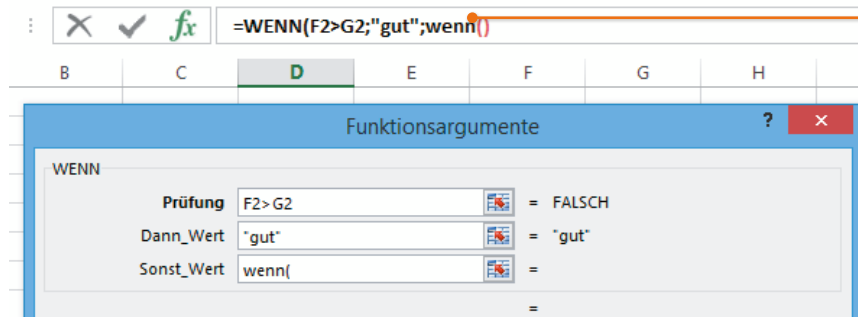 fx =WENN(F2>G2;"gut";wenn()
B C D E F G H
Funktionsargumente ?
WENN
Prüfung F2>G2 = FALSCH
Dann_Wert "gut" = "gut"
Sonst_Wert wenn( =
=